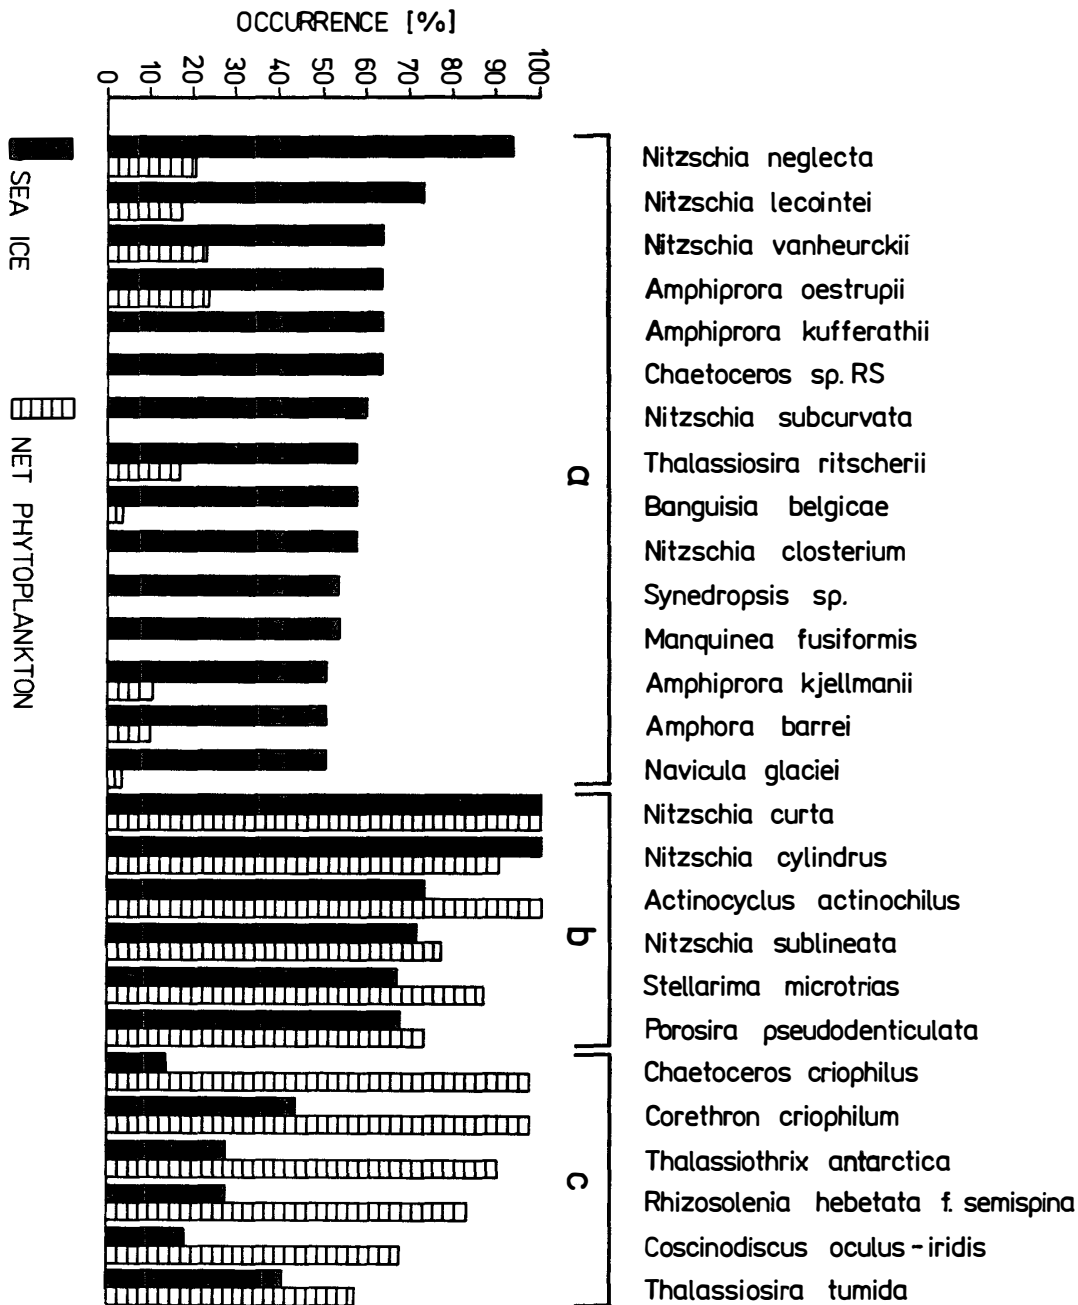 OCCURRENCE [%]
0 10 20 30 40 50 60 70 80 90 100
Nitzschia neglecta
Nitzschia lecointei
Nitzschia vanheurckii
Amphiprora oestrupii
Amphiprora kufferathii
Chaetoceros sp. RS
Nitzschia subcurvata
Thalassiosira ritscherii
Banguisia belgicae
Nitzschia closterium
Synedropsis sp.
Manquinea fusiformis
Amphiprora kjellmanii
Amphora barrei
Navicula glaciei
Nitzschia curta
Nitzschia cylindrus
Actinocyclus actinochilus
Nitzschia sublineata
Stellarima microtrias
Porosira pseudodenticulata
Chaetoceros criophilus
Corethron criophilum
Thalassiothrix antarctica
Rhizosolenia hebetata f. semispina
Coscinodiscus oculus-iridis
Thalassiosira tumida
a
b
c
SEA ICE
NET PHYTOPLANKTON